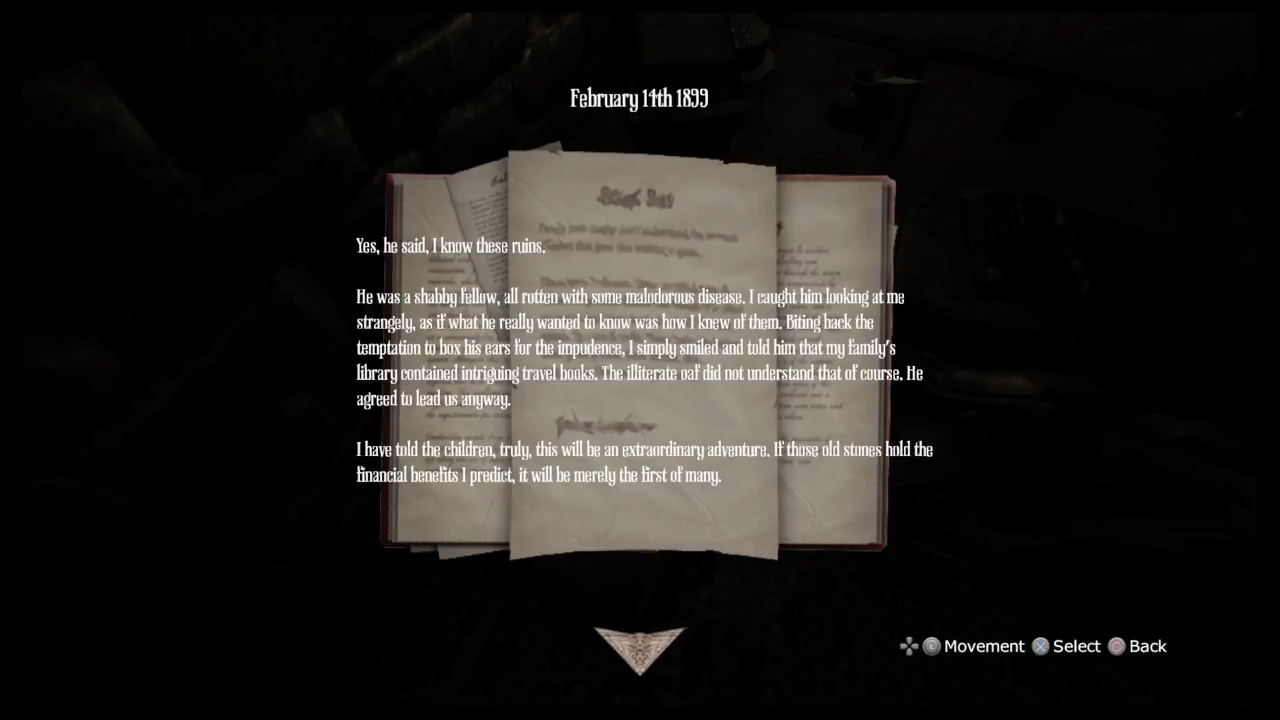 February 14th 1899
Yes, he said, I know these ruins.
He was a shabby fellow, all rotten with some malodorous disease. I caught him looking at me
strangely, as if what he really wanted to know was how I knew of them. Biting back the
temptation to box his ears for the impudence, I simply smiled and told him that my family's
library contained intriguing travel books. The illiterate oaf did not understand that of course. He
agreed to lead us anyway.
I have told the children, truly, this will be an extraordinary adventure. If those old stones hold the
financial benefits I predict, it will be merely the first of many.
Movement Select Back